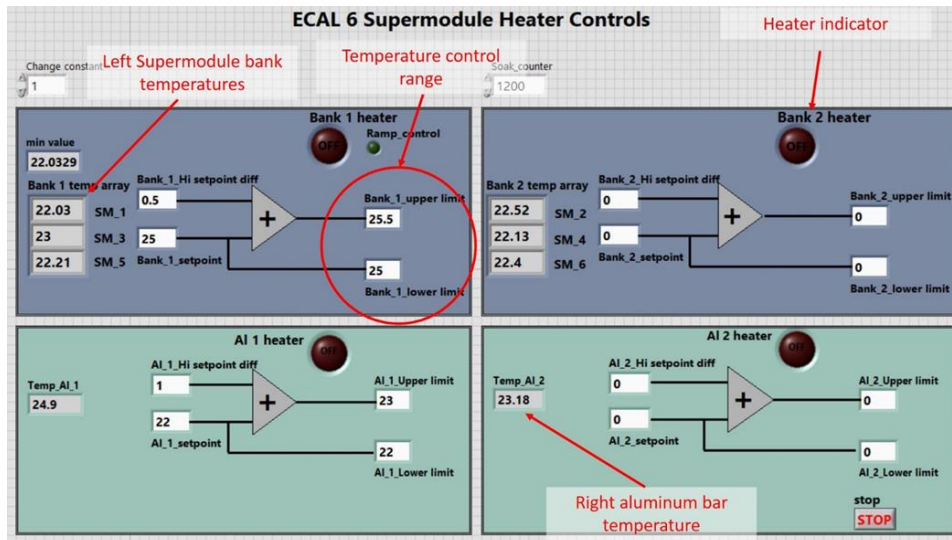 ECAL 6 Supermodule Heater Controls
Heater indicator
Left Supermodule bank
temperatures
Temperature control
range
Change constant
1
Soak_counter
1200
Bank 1 heater
OFF
Ramp_control
min value
22.0329
Bank 1 temp array
22.03 SM_1
23 SM_3
22.21 SM_5
Bank_1_Hi setpoint diff
0.5
25
Bank_1_setpoint
+
Bank_1_upper limit
25.5
25
Bank_1_lower limit
Bank 2 heater
OFF
Bank 2 temp array
22.52 SM_2
22.13 SM_4
22.4 SM_6
Bank_2_Hi setpoint diff
0
0
Bank_2_setpoint
+
Bank_2_upper limit
0
0
Bank_2_lower limit
Al 1 heater
OFF
Temp_Al_1
24.9
Al_1_Hi setpoint diff
1
22
Al_1_setpoint
+
Al_1_Upper limit
23
22
Al_1_Lower limit
Al 2 heater
OFF
Temp_Al_2
23.18
Al_2_Hi setpoint diff
0
0
Al_2_setpoint
+
Al_2_Upper limit
0
0
Al_2_Lower limit
Right aluminum bar
temperature
stop
STOP